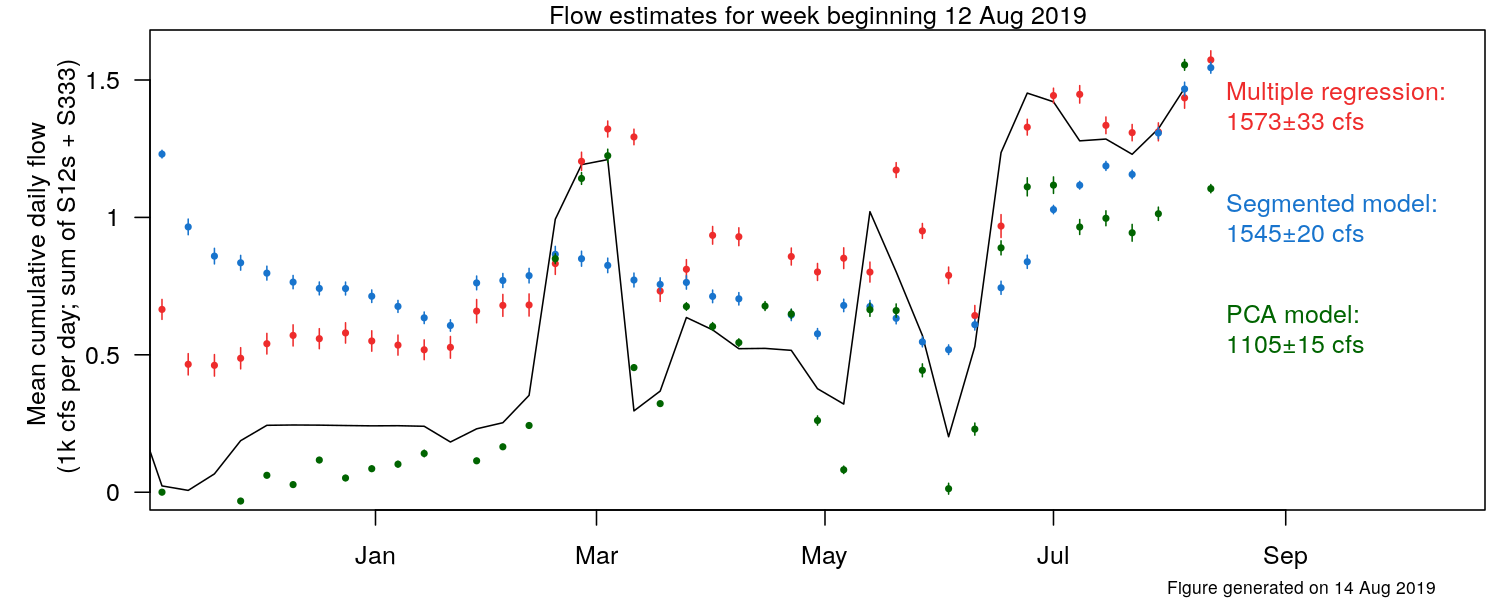 Flow estimates for week beginning 12 Aug 2019
Mean cumulative daily flow
(1k cfs per day; sum of S12s + S333)
1.5
1
0.5
0
Multiple regression:
1573±33 cfs
Segmented model:
1545±20 cfs
PCA model:
1105±15 cfs
Jan
Mar
May
Jul
Sep
Figure generated on 14 Aug 2019